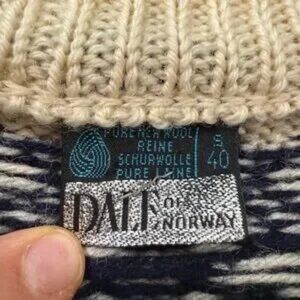 PURE NEW WOOL
REINE
SCHURWOLLE
PURE LAINE
S
40
DALE OF
NORWAY